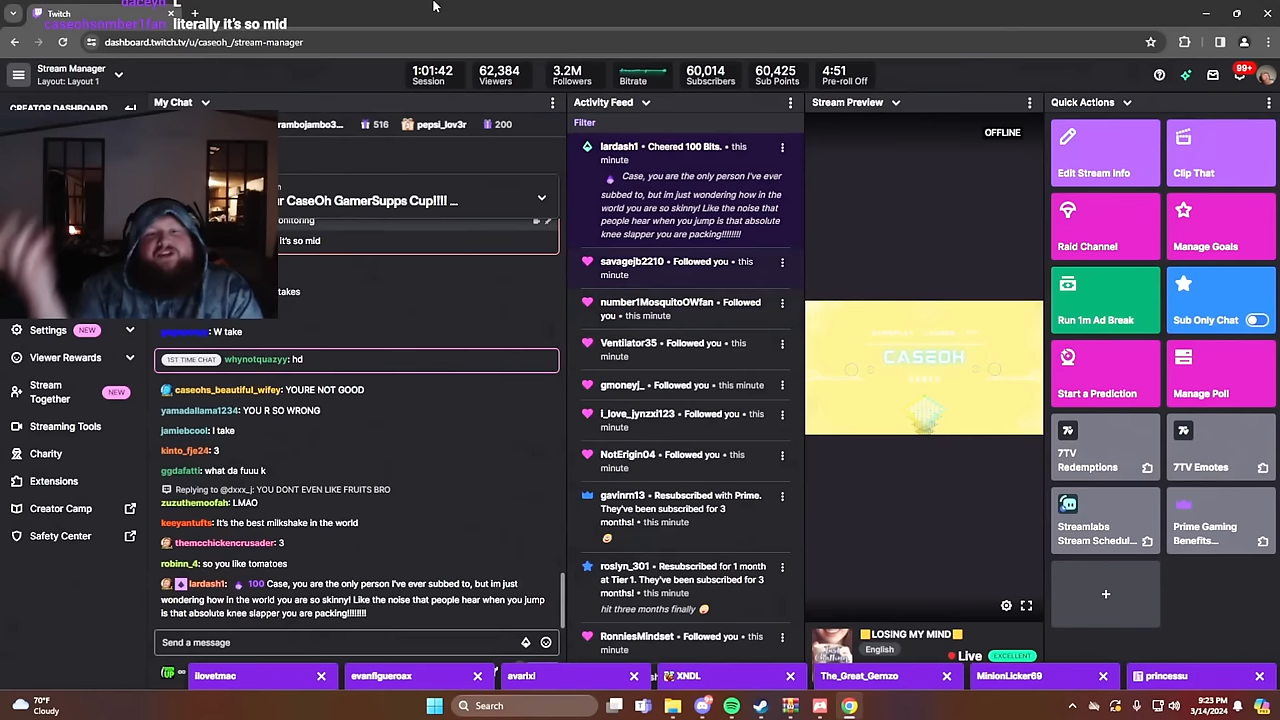 L
caseohsomber1fan literally it's so mid
Twitch
dashboard.twitch.tv/u/caseoh_/stream-manager
Stream Manager
Layout: Layout 1
1:01:42
Session
62,384
Viewers
3.2M
Followers
Bitrate
60,014
Subscribers
60,425
Sub Points
4:51
Pre-roll Off
99+
CREATOR DASHBOARD
Settings NEW
Viewer Rewards
Stream
Together NEW
Streaming Tools
Charity
Extensions
Creator Camp
Safety Center
My Chat
rambojambo3... 516 pepsi_lov3r 200
r CaseOh GamerSupps Cup!!!! ...
onitoring
it's so mid
takes
: W take
1ST TIME CHAT whynotquazyy: hd
caseohs_beautiful_wifey: YOURE NOT GOOD
yamadallama1234: YOU R SO WRONG
jamiebcool: I take
kinto_fje24: 3
ggdafatti: what da fuuu k
Replying to @dxxx_j: YOU DONT EVEN LIKE FRUITS BRO
zuzuthemoofah: LMAO
keeyantufts: It's the best milkshake in the world
themcchickencrusader: 3
robinn_4: so you like tomatoes
lardash1: 100 Case, you are the only person I've ever subbed to, but im just
wondering how in the world you are so skinny! Like the noise that people hear when you jump
is that absolute knee slapper you are packing!!!!!!!!
Send a message
Activity Feed
Filter
lardash1 • Cheered 100 Bits. • this
minute
Case, you are the only person I've ever
subbed to, but im just wondering how in the
world you are so skinny! Like the noise that
people hear when you jump is that absolute
knee slapper you are packing!!!!!!!!
savagejb2210 • Followed you • this
minute
number1MosquitoOWfan • Followed
you • this minute
Ventilator35 • Followed you • this
minute
gmoneyj_ • Followed you • this minute
i_love_jynzxi123 • Followed you • this
minute
NotErigin04 • Followed you • this
minute
gavinrm13 • Resubscribed with Prime.
They've been subscribed for 3
months! • this minute
roslyn_301 • Resubscribed for 1 month
at Tier 1. They've been subscribed for 3
months! • this minute
hit three months finally
RonniesMindset • Followed you • this
minute
Stream Preview
OFFLINE
CASEOH
LOSING MY MIND
English
Live EXCELLENT
Quick Actions
Edit Stream Info
Clip That
Raid Channel
Manage Goals
Run 1m Ad Break
Sub Only Chat
Start a Prediction
Manage Poll
7TV
Redemptions
7TV Emotes
Streamlabs
Stream Schedul...
Prime Gaming
Benefits...
+
ilovetmac
evanfigueroax
avarixi
XNDL
The_Great_Gernzo
MinionLicker69
princessu
70°F
Cloudy
Search
9:23 PM
3/14/2024